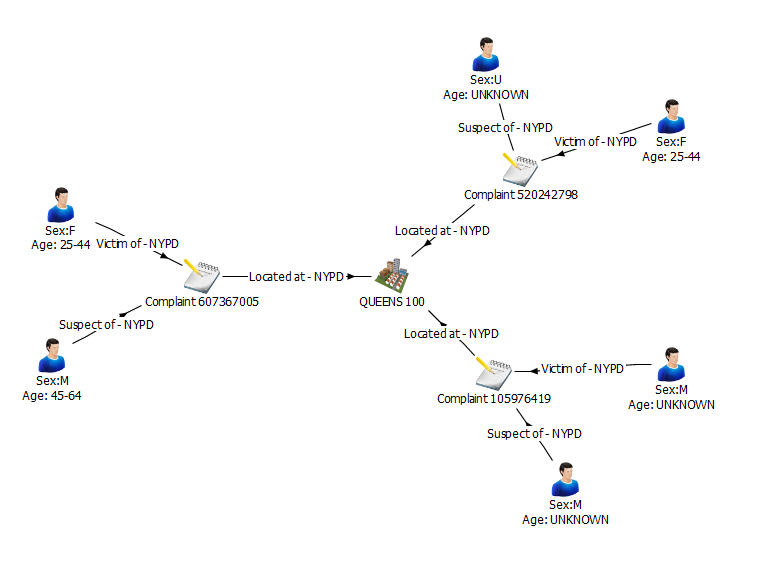 Sex:U
Age: UNKNOWN
Suspect of - NYPD
Victim of - NYPD
Sex:F
Age: 25-44
Complaint 520242798
Located at - NYPD
Sex:F
Age: 25-44
Victim of - NYPD
Complaint 607367005
Located at - NYPD
QUEENS 100
Suspect of - NYPD
Sex:M
Age: 45-64
Located at - NYPD
Complaint 105976419
Victim of - NYPD
Sex:M
Age: UNKNOWN
Suspect of - NYPD
Sex:M
Age: UNKNOWN